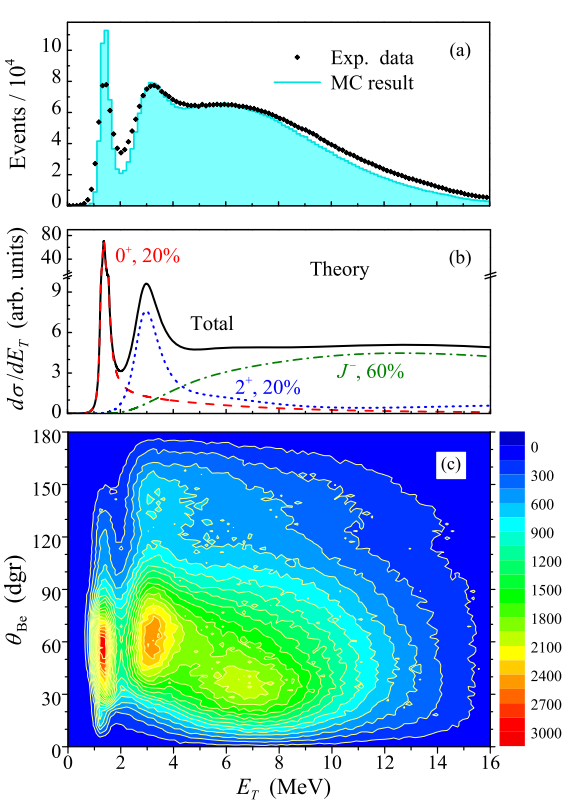 10
8
6
4
2
0
Events / 10⁴
(a)
Exp. data
MC result
80
40
9
6
3
0
dσ/dE_T (arb. units)
0⁺, 20%
Theory
(b)
Total
J⁻, 60%
2⁺, 20%
180
150
120
90
60
30
0
θ_Be (dgr)
(c)
0
300
600
900
1200
1500
1800
2100
2400
2700
3000
0 2 4 6 8 10 12 14 16
E_T (MeV)